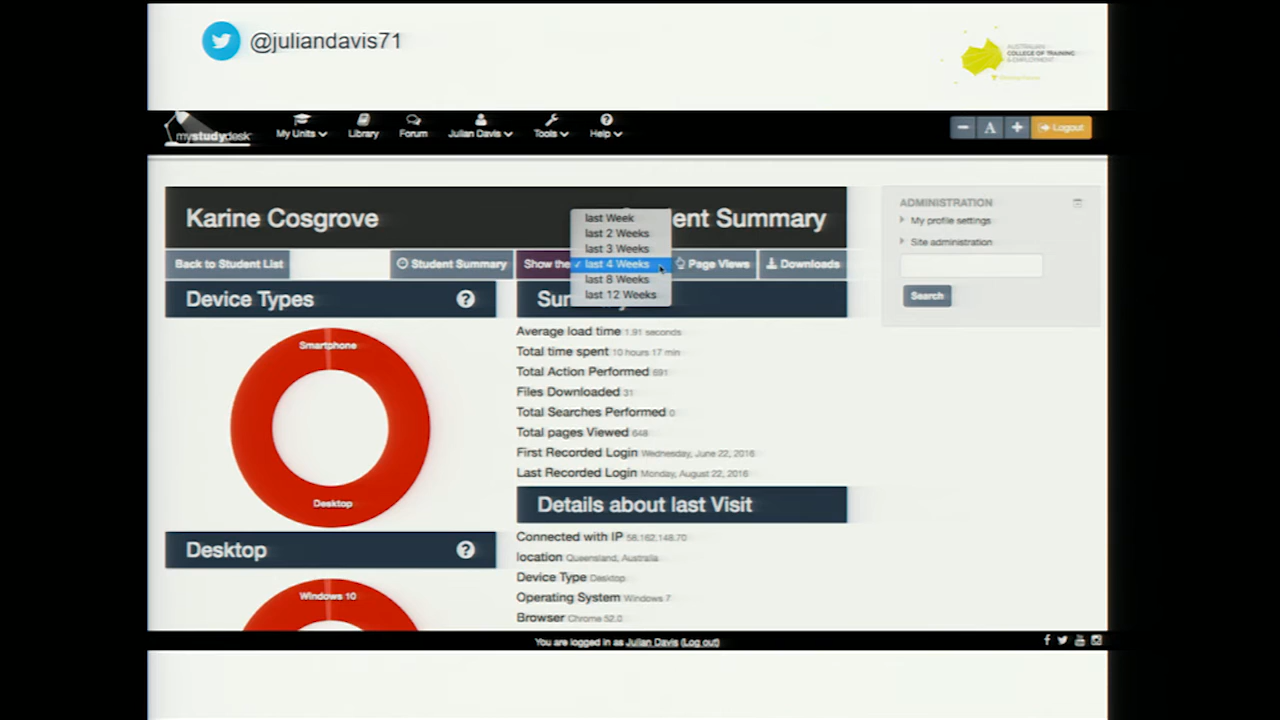 @juliandavis71
AUSTRALIAN
COLLEGE OF TRAINING
& EMPLOYMENT
mystudydesk
My Units
Library
Forum
Julian Davis
Tools
Help
A
Logout
Karine Cosgrove
ent Summary
last Week
last 2 Weeks
last 3 Weeks
✓ last 4 Weeks
last 8 Weeks
last 12 Weeks
Back to Student List
Student Summary
Show the
Page Views
Downloads
Device Types
?
Smartphone
Desktop
Desktop
?
Windows 10
Average load time 1.91 seconds
Total time spent 10 hours 17 min
Total Action Performed 691
Files Downloaded 31
Total Searches Performed 0
Total pages Viewed 648
First Recorded Login Wednesday, June 22, 2016
Last Recorded Login Monday, August 22, 2016
Details about last Visit
Connected with IP 58.162.148.70
location Queensland, Australia
Device Type Desktop
Operating System Windows 7
Browser Chrome 52.0
ADMINISTRATION
My profile settings
Site administration
Search
You are logged in as Julian Davis (Log out)